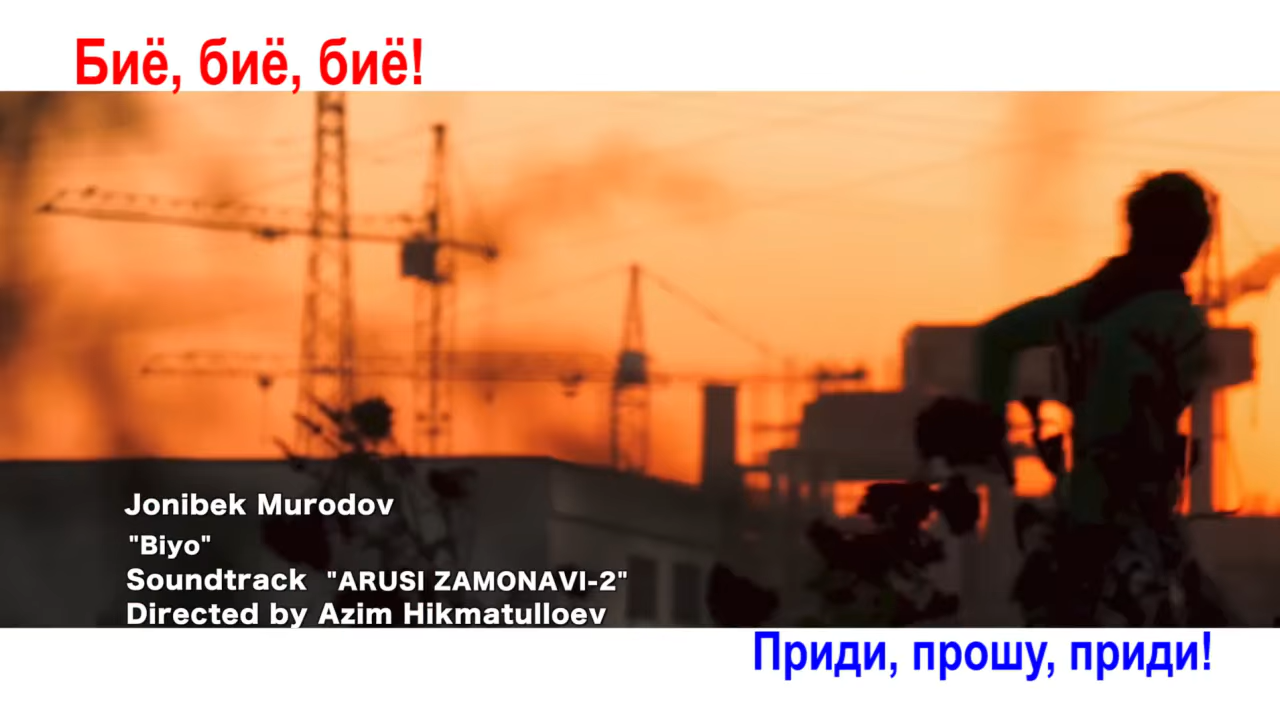 Биё, биё, биё!
Jonibek Murodov
"Biyo"
Soundtrack "ARUSI ZAMONAVI-2"
Directed by Azim Hikmatulloev
Приди, прошу, приди!